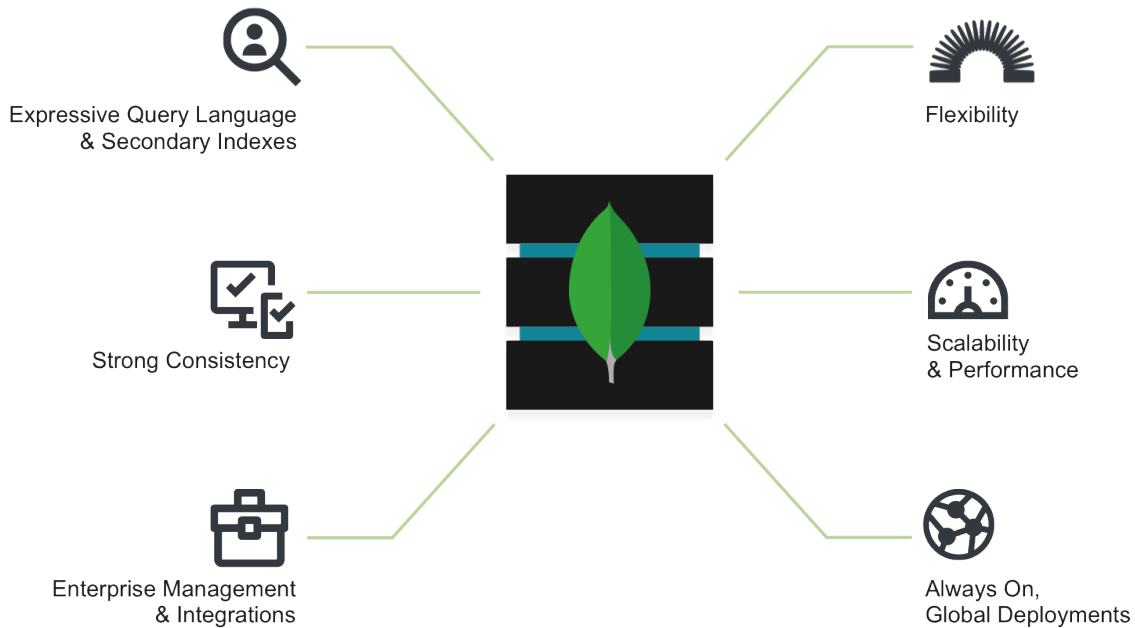 Expressive Query Language
& Secondary Indexes
Flexibility
Strong Consistency
Scalability
& Performance
Enterprise Management
& Integrations
Always On,
Global Deployments